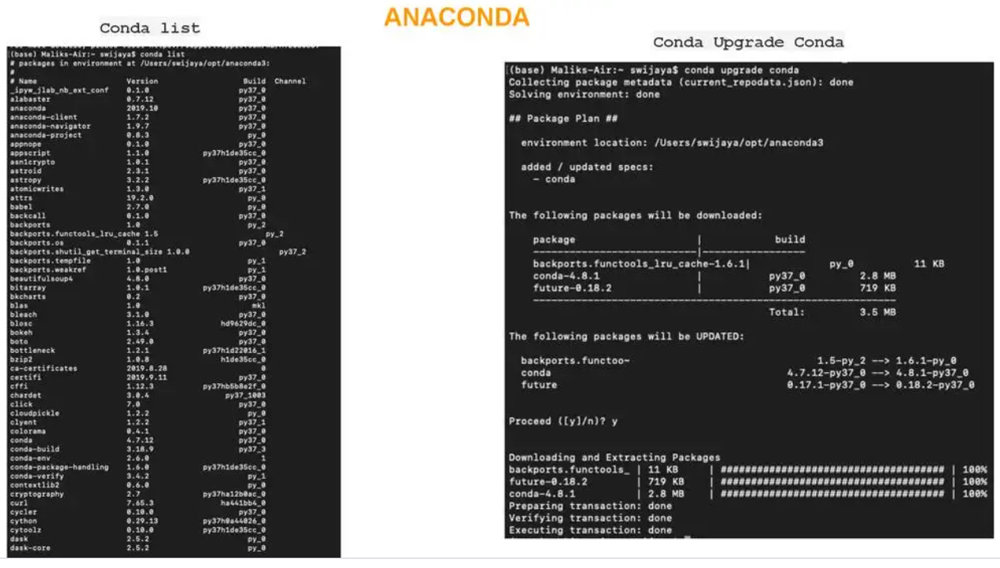 ANACONDA
Conda list
(base) Maliks-Air:~ swijaya$ conda list
# packages in environment at /Users/swijaya/opt/anaconda3:
#
# Name Version Build Channel
_ipyw_jlab_nb_ext_conf 0.1.0 py37_0
alabaster 0.7.12 py37_0
anaconda 2019.10 py37_0
anaconda-client 1.7.2 py37_0
anaconda-navigator 1.9.7 py37_0
anaconda-project 0.8.3 py_0
appnope 0.1.0 py37_0
appscript 1.1.0 py37h1de35cc_0
asn1crypto 1.0.1 py37_0
astroid 2.3.1 py37_0
astropy 3.2.2 py37h1de35cc_0
atomicwrites 1.3.0 py37_1
attrs 19.2.0 py_0
babel 2.7.0 py_0
backcall 0.1.0 py37_0
backports 1.0 py_2
backports.functools_lru_cache 1.5 py_2
backports.os 0.1.1 py37_0
backports.shutil_get_terminal_size 1.0.0 py37_2
backports.tempfile 1.0 py_1
backports.weakref 1.0.post1 py_1
beautifulsoup4 4.8.0 py37_0
bitarray 1.0.1 py37h1de35cc_0
bkcharts 0.2 py37_0
blas 1.0 mkl
bleach 3.1.0 py37_0
blosc 1.16.3 hd9629dc_0
bokeh 1.3.4 py37_0
boto 2.49.0 py37_0
bottleneck 1.2.1 py37h1d22016_1
bzip2 1.0.8 h1de35cc_0
ca-certificates 2019.8.28 0
certifi 2019.9.11 py37_0
cffi 1.12.3 py37hb5b8e2f_0
chardet 3.0.4 py37_1003
click 7.0 py37_0
cloudpickle 1.2.2 py_0
clyent 1.2.2 py37_1
colorama 0.4.1 py37_0
conda 4.7.12 py37_0
conda-build 3.18.9 py37_3
conda-env 2.6.0 1
conda-package-handling 1.6.0 py37h1de35cc_0
conda-verify 3.4.2 py_1
contextlib2 0.6.0 py_0
cryptography 2.7 py37ha12b0ac_0
curl 7.65.3 ha441bb4_0
cycler 0.10.0 py37_0
cython 0.29.13 py37h0a44026_0
cytoolz 0.10.0 py37h1de35cc_0
dask 2.5.2 py_0
dask-core 2.5.2 py_0
Conda Upgrade Conda
(base) Maliks-Air:~ swijaya$ conda upgrade conda
Collecting package metadata (current_repodata.json): done
Solving environment: done
## Package Plan ##
environment location: /Users/swijaya/opt/anaconda3
added / updated specs:
- conda
The following packages will be downloaded:
package | build
---------------------------|-----------------
backports.functools_lru_cache-1.6.1| py_0 11 KB
conda-4.8.1 | py37_0 2.8 MB
future-0.18.2 | py37_0 719 KB
------------------------------------------------------------
Total: 3.5 MB
The following packages will be UPDATED:
backports.functoo~ 1.5-py_2 --> 1.6.1-py_0
conda 4.7.12-py37_0 --> 4.8.1-py37_0
future 0.17.1-py37_0 --> 0.18.2-py37_0
Proceed ([y]/n)? y
Downloading and Extracting Packages
backports.functools_ | 11 KB | ##################################### | 100%
future-0.18.2 | 719 KB | ##################################### | 100%
conda-4.8.1 | 2.8 MB | ##################################### | 100%
Preparing transaction: done
Verifying transaction: done
Executing transaction: done